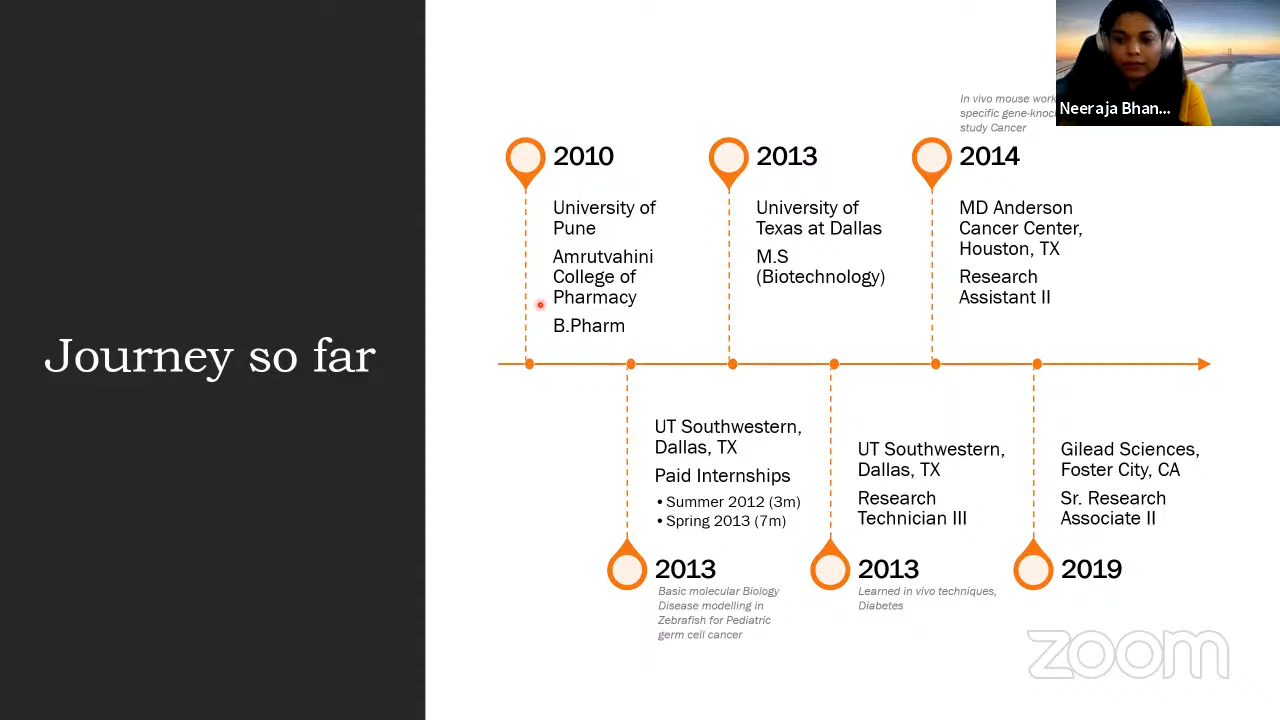 Journey so far
In vivo mouse work
specific
study Cancer
Neeraja Bhan...
2010
University of
Pune
Amrutvahini
College of
Pharmacy
B.Pharm
2013
University of
Texas at Dallas
M.S
(Biotechnology)
2014
MD Anderson
Cancer Center,
Houston, TX
Research
Assistant II
UT Southwestern,
Dallas, TX
Paid Internships
• Summer 2012 (3m)
• Spring 2013 (7m)
2013
Basic molecular Biology
Disease modelling in
Zebrafish for Pediatric
germ cell cancer
UT Southwestern,
Dallas, TX
Research
Technician III
2013
Learned in vivo techniques,
Diabetes
Gilead Sciences,
Foster City, CA
Sr. Research
Associate II
2019
zoom